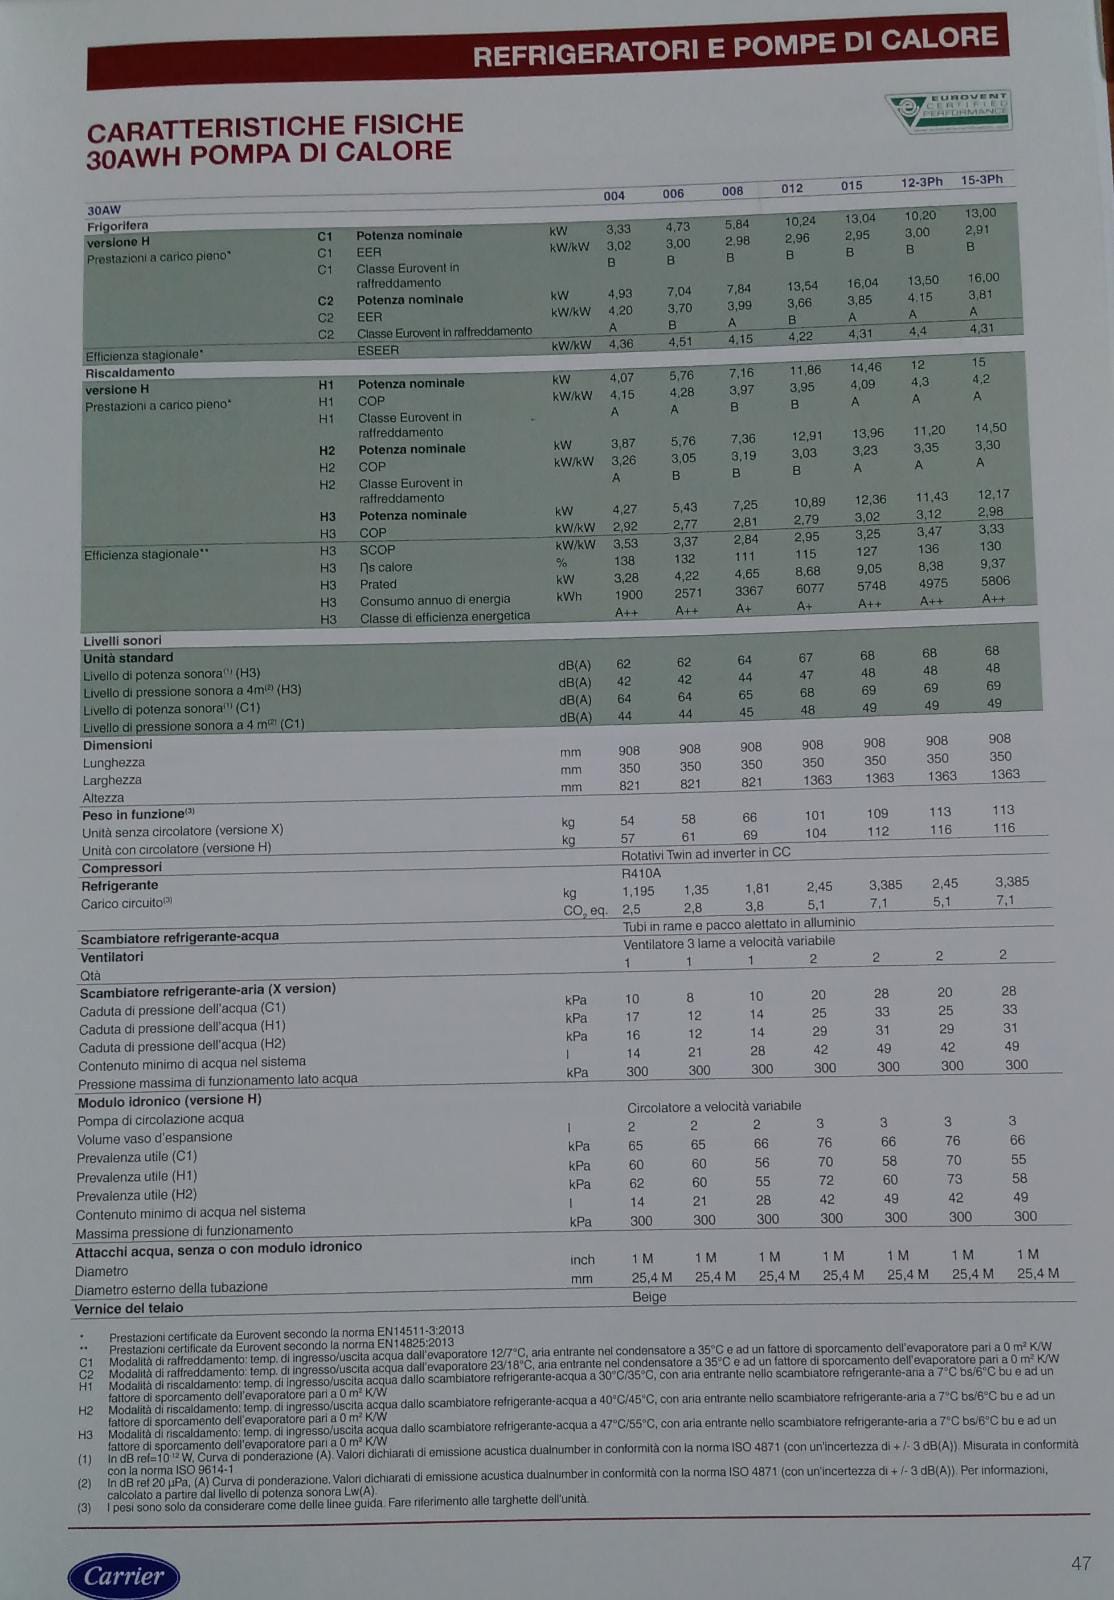 REFRIGERATORI E POMPE DI CALORE
EUROVENT
CERTIFIED
PERFORMANCE
CARATTERISTICHE FISICHE
30AWH POMPA DI CALORE
30AW 004 006 008 012 015 12-3Ph 15-3Ph
Frigorifera
versione H C1 Potenza nominale kW 3,33 4,73 5,84 10,24 13,04 10,20 13,00
Prestazioni a carico pieno* C1 EER kW/kW 3,02 3,00 2,98 2,96 2,95 3,00 2,91
C1 Classe Eurovent in B B B B B B B
raffreddamento
C2 Potenza nominale kW 4,93 7,04 7,84 13,54 16,04 13,50 16,00
C2 EER kW/kW 4,20 3,70 3,99 3,66 3,85 4,15 3,81
C2 Classe Eurovent in raffreddamento A B A B A A A
Efficienza stagionale* ESEER kW/kW 4,36 4,51 4,15 4,22 4,31 4,4 4,31
Riscaldamento
versione H H1 Potenza nominale kW 4,07 5,76 7,16 11,86 14,46 12 15
Prestazioni a carico pieno* H1 COP kW/kW 4,15 4,28 3,97 3,95 4,09 4,3 4,2
H1 Classe Eurovent in A A B B A A A
raffreddamento
H2 Potenza nominale kW 3,87 5,76 7,36 12,91 13,96 11,20 14,50
H2 COP kW/kW 3,26 3,05 3,19 3,03 3,23 3,35 3,30
H2 Classe Eurovent in A B B B A A A
raffreddamento
H3 Potenza nominale kW 4,27 5,43 7,25 10,89 12,36 11,43 12,17
H3 COP kW/kW 2,92 2,77 2,81 2,79 3,02 3,12 2,98
Efficienza stagionale** H3 SCOP kW/kW 3,53 3,37 2,84 2,95 3,25 3,47 3,33
H3 ηs calore % 138 132 111 115 127 136 130
H3 Prated kW 3,28 4,22 4,65 8,68 9,05 8,38 9,37
H3 Consumo annuo di energia kWh 1900 2571 3367 6077 5748 4975 5806
H3 Classe di efficienza energetica A++ A++ A+ A+ A++ A++ A++
Livelli sonori
Unità standard
Livello di potenza sonora(1) (H3) dB(A) 62 62 64 67 68 68 68
Livello di pressione sonora a 4m(2) (H3) dB(A) 42 42 44 47 48 48 48
Livello di potenza sonora(1) (C1) dB(A) 64 64 65 68 69 69 69
Livello di pressione sonora a 4 m(2) (C1) dB(A) 44 44 45 48 49 49 49
Dimensioni
Lunghezza mm 908 908 908 908 908 908 908
Larghezza mm 350 350 350 350 350 350 350
Altezza mm 821 821 821 1363 1363 1363 1363
Peso in funzione(3)
Unità senza circolatore (versione X) kg 54 58 66 101 109 113 113
Unità con circolatore (versione H) kg 57 61 69 104 112 116 116
Compressori Rotativi Twin ad inverter in CC
Refrigerante R410A
Carico circuito(3) kg 1,195 1,35 1,81 2,45 3,385 2,45 3,385
CO2 eq. 2,5 2,8 3,8 5,1 7,1 5,1 7,1
Scambiatore refrigerante-acqua Tubi in rame e pacco alettato in alluminio
Ventilatori Ventilatore 3 lame a velocità variabile
Qtà 1 1 1 2 2 2 2
Scambiatore refrigerante-aria (X version)
Caduta di pressione dell'acqua (C1) kPa 10 8 10 20 28 20 28
Caduta di pressione dell'acqua (H1) kPa 17 12 14 25 33 25 33
Caduta di pressione dell'acqua (H2) kPa 16 12 14 29 31 29 31
Contenuto minimo di acqua nel sistema l 14 21 28 42 49 42 49
Pressione massima di funzionamento lato acqua kPa 300 300 300 300 300 300 300
Modulo idronico (versione H)
Pompa di circolazione acqua Circolatore a velocità variabile
Volume vaso d'espansione l 2 2 2 3 3 3 3
Prevalenza utile (C1) kPa 65 65 66 76 66 76 66
Prevalenza utile (H1) kPa 60 60 56 70 58 70 55
Prevalenza utile (H2) kPa 62 60 55 72 60 73 58
Contenuto minimo di acqua nel sistema l 14 21 28 42 49 42 49
Massima pressione di funzionamento kPa 300 300 300 300 300 300 300
Attacchi acqua, senza o con modulo idronico
Diametro inch 1 M 1 M 1 M 1 M 1 M 1 M 1 M
Diametro esterno della tubazione mm 25,4 M 25,4 M 25,4 M 25,4 M 25,4 M 25,4 M 25,4 M
Vernice del telaio Beige
* Prestazioni certificate da Eurovent secondo la norma EN14511-3:2013
** Prestazioni certificate da Eurovent secondo la norma EN14825:2013
C1 Modalità di raffreddamento: temp. di ingresso/uscita acqua dall'evaporatore 12/7°C, aria entrante nel condensatore a 35°C e ad un fattore di sporcamento dell'evaporatore pari a 0 m² K/W
C2 Modalità di raffreddamento: temp. di ingresso/uscita acqua dall'evaporatore 23/18°C, aria entrante nel condensatore a 35°C e ad un fattore di sporcamento dell'evaporatore pari a 0 m² K/W
H1 Modalità di riscaldamento: temp. di ingresso/uscita acqua dallo scambiatore refrigerante-acqua a 30°C/35°C, con aria entrante nello scambiatore refrigerante-aria a 7°C bs/6°C bu e ad un
fattore di sporcamento dell'evaporatore pari a 0 m² K/W
H2 Modalità di riscaldamento: temp. di ingresso/uscita acqua dallo scambiatore refrigerante-acqua a 40°C/45°C, con aria entrante nello scambiatore refrigerante-aria a 7°C bs/6°C bu e ad un
fattore di sporcamento dell'evaporatore pari a 0 m² K/W
H3 Modalità di riscaldamento: temp. di ingresso/uscita acqua dallo scambiatore refrigerante-acqua a 47°C/55°C, con aria entrante nello scambiatore refrigerante-aria a 7°C bs/6°C bu e ad un
fattore di sporcamento dell'evaporatore pari a 0 m² K/W
(1) In dB ref=10-12 W, Curva di ponderazione (A). Valori dichiarati di emissione acustica dualnumber in conformità con la norma ISO 4871 (con un'incertezza di + /- 3 dB(A)). Misurata in conformità
con la norma ISO 9614-1
(2) In dB ref 20 µPa, (A) Curva di ponderazione. Valori dichiarati di emissione acustica dualnumber in conformità con la norma ISO 4871 (con un'incertezza di + /- 3 dB(A)). Per informazioni,
calcolato a partire dal livello di potenza sonora Lw(A).
(3) I pesi sono solo da considerare come delle linee guida. Fare riferimento alle targhette dell'unità.
Carrier
47